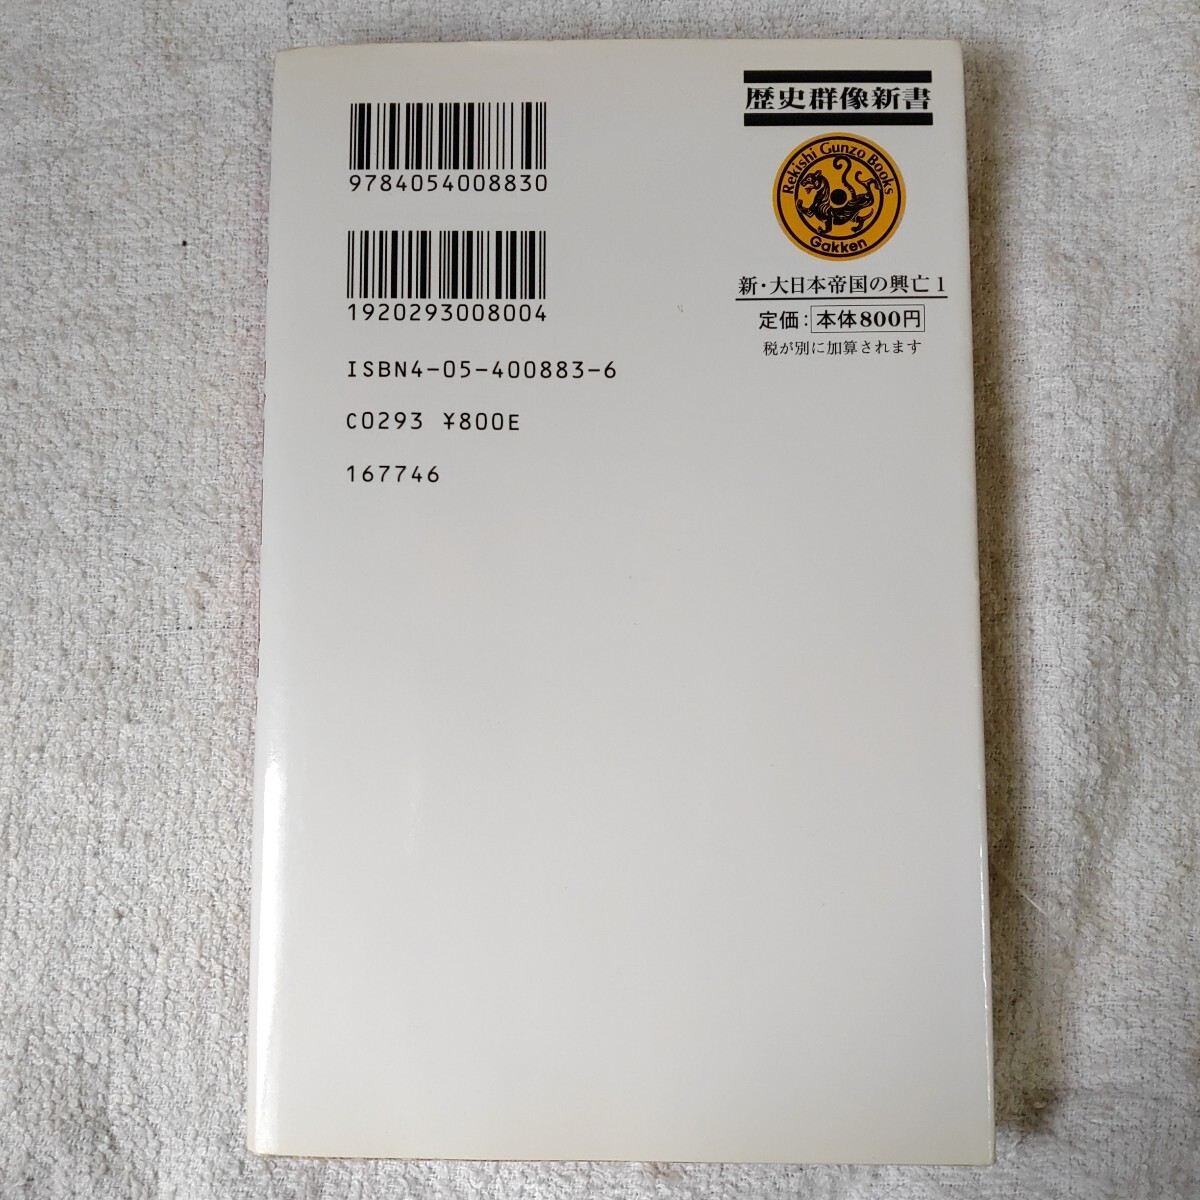 9784054008830
1920293008004
ISBN4-05-400883-6
C0293 ¥800E
167746
歴史群像新書
Rekishi Gunzo Books
Gakken
新・大日本帝国の興亡1
定価:本体800円
税が別に加算されます